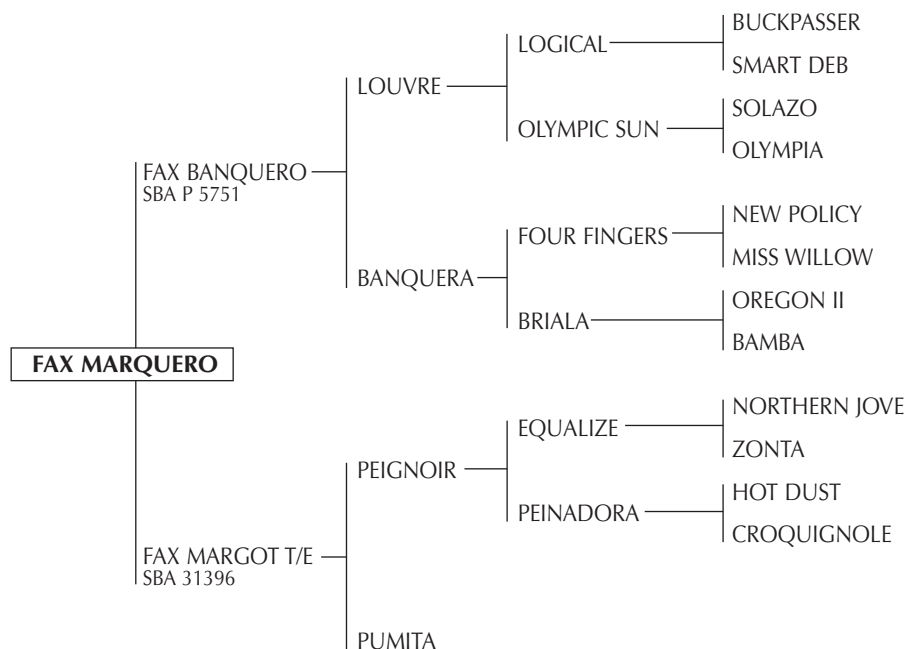 BUCKPASSER
LOGICAL
SMART DEB
LOUVRE
SOLAZO
OLYMPIC SUN
OLYMPIA
FAX BANQUERO
SBA P 5751
NEW POLICY
FOUR FINGERS
MISS WILLOW
BANQUERA
OREGON II
BRIALA
BAMBA
FAX MARQUERO
NORTHERN JOVE
EQUALIZE
ZONTA
PEIGNOIR
HOT DUST
PEINADORA
CROQUIGNOLE
FAX MARGOT T/E
SBA 31396
PUMITA